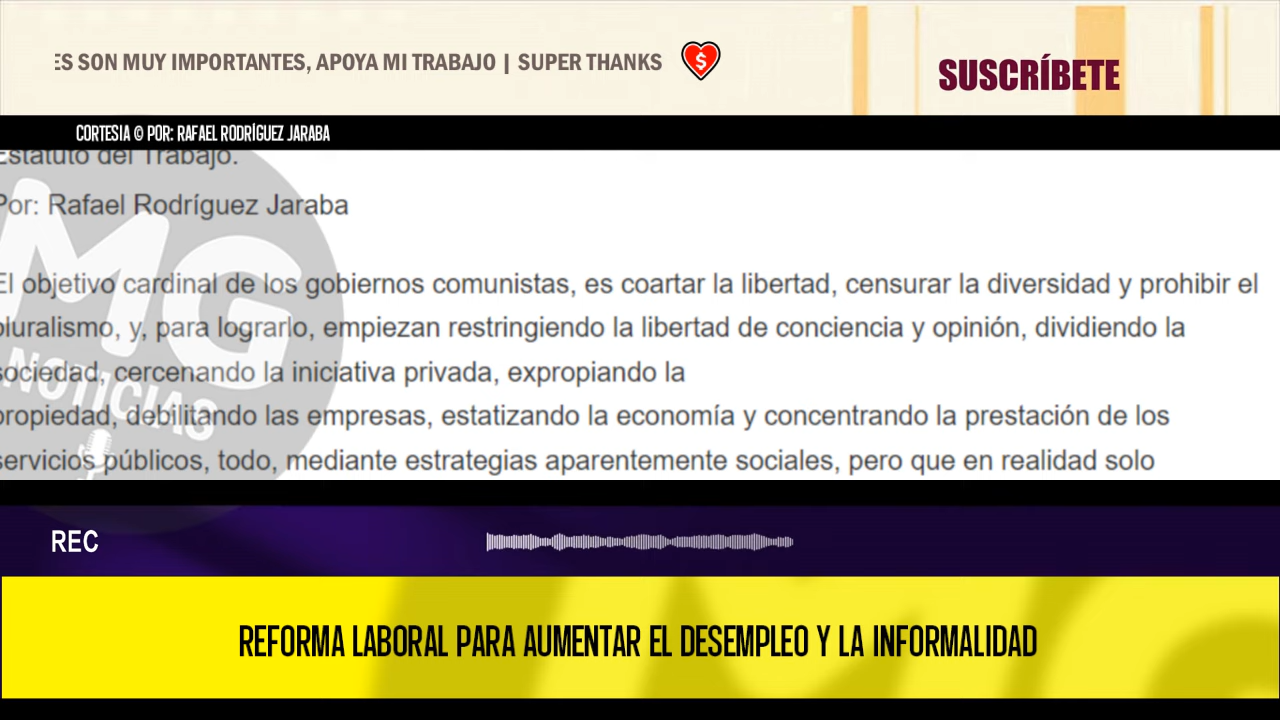 ES SON MUY IMPORTANTES, APOYA MI TRABAJO | SUPER THANKS
SUSCRÍBETE
CORTESIA © POR: RAFAEL RODRÍGUEZ JARABA
Estatuto del Trabajo.
Por: Rafael Rodríguez Jaraba
El objetivo cardinal de los gobiernos comunistas, es coartar la libertad, censurar la diversidad y prohibir el
pluralismo, y, para lograrlo, empiezan restringiendo la libertad de conciencia y opinión, dividiendo la
sociedad, cercenando la iniciativa privada, expropiando la
propiedad, debilitando las empresas, estatizando la economía y concentrando la prestación de los
servicios públicos, todo, mediante estrategias aparentemente sociales, pero que en realidad solo
MG
NOTICIAS
REC
REFORMA LABORAL PARA AUMENTAR EL DESEMPLEO Y LA INFORMALIDAD